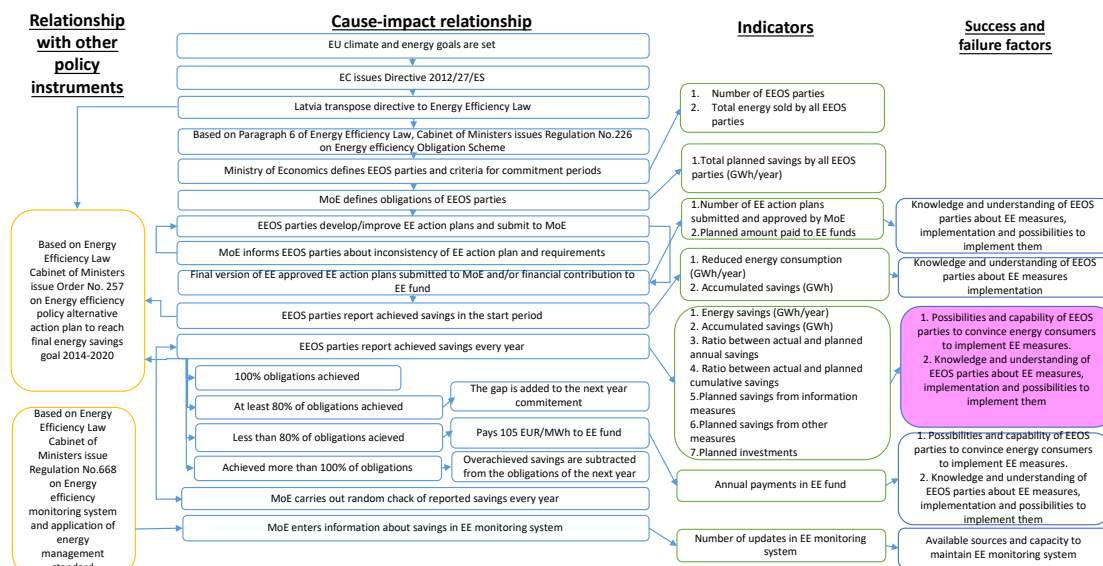 Relationship
with other
policy
instruments
Based on Energy
Efficiency Law
Cabinet of Ministers
issue Order No. 257
on Energy efficiency
policy alternative
action plan to reach
final energy savings
goal 2014-2020
Based on Energy
Efficiency Law
Cabinet of
Ministers issue
Regulation No.668
on Energy
efficiency
monitoring system
and application of
energy
management
Cause-impact relationship
EU climate and energy goals are set
EC issues Directive 2012/27/ES
Latvia transpose directive to Energy Efficiency Law
Based on Paragraph 6 of Energy Efficiency Law, Cabinet of Ministers issues Regulation No.226
on Energy efficiency Obligation Scheme
Ministry of Economics defines EEOS parties and criteria for commitment periods
MoE defines obligations of EEOS parties
EEOS parties develop/improve EE action plans and submit to MoE
MoE informs EEOS parties about inconsistency of EE action plan and requirements
Final version of EE approved EE action plans submitted to MoE and/or financial contribution to
EE fund
EEOS parties report achieved savings in the start period
EEOS parties report achieved savings every year
100% obligations achieved
At least 80% of obligations achieved
The gap is added to the next year
commitement
Less than 80% of obligations acieved
Pays 105 EUR/MWh to EE fund
Achieved more than 100% of obligations
Overachieved savings are subtracted
from the obligations of the next year
MoE carries out random chack of reported savings every year
MoE enters information about savings in EE monitoring system
Indicators
1. Number of EEOS parties
2. Total energy sold by all EEOS
parties
1.Total planned savings by all EEOS
parties (GWh/year)
1.Number of EE action plans
submitted and approved by MoE
2.Planned amount paid to EE funds
1. Reduced energy consumption
(GWh/year)
2. Accumulated savings (GWh)
1. Energy savings (GWh/year)
2. Accumulated savings (GWh)
3. Ratio between actual and planned
annual savings
4. Ratio between actual and planned
cumulative savings
5.Planned savings from information
measures
6.Planned savings from other
measures
7.Planned investments
Annual payments in EE fund
Number of updates in EE monitoring
system
Success and
failure factors
Knowledge and understanding of EEOS
parties about EE measures,
implementation and possibilities to
implement them
Knowledge and understanding of EEOS
parties about EE measures
implementation
1. Possibilities and capability of EEOS
parties to convince energy consumers
to implement EE measures.
2. Knowledge and understanding of
EEOS parties about EE measures,
implementation and possibilities to
implement them
1. Possibilities and capability of EEOS
parties to convince energy consumers
to implement EE measures.
2. Knowledge and understanding of
EEOS parties about EE measures,
implementation and possibilities to
implement them
Available sources and capacity to
maintain EE monitoring system